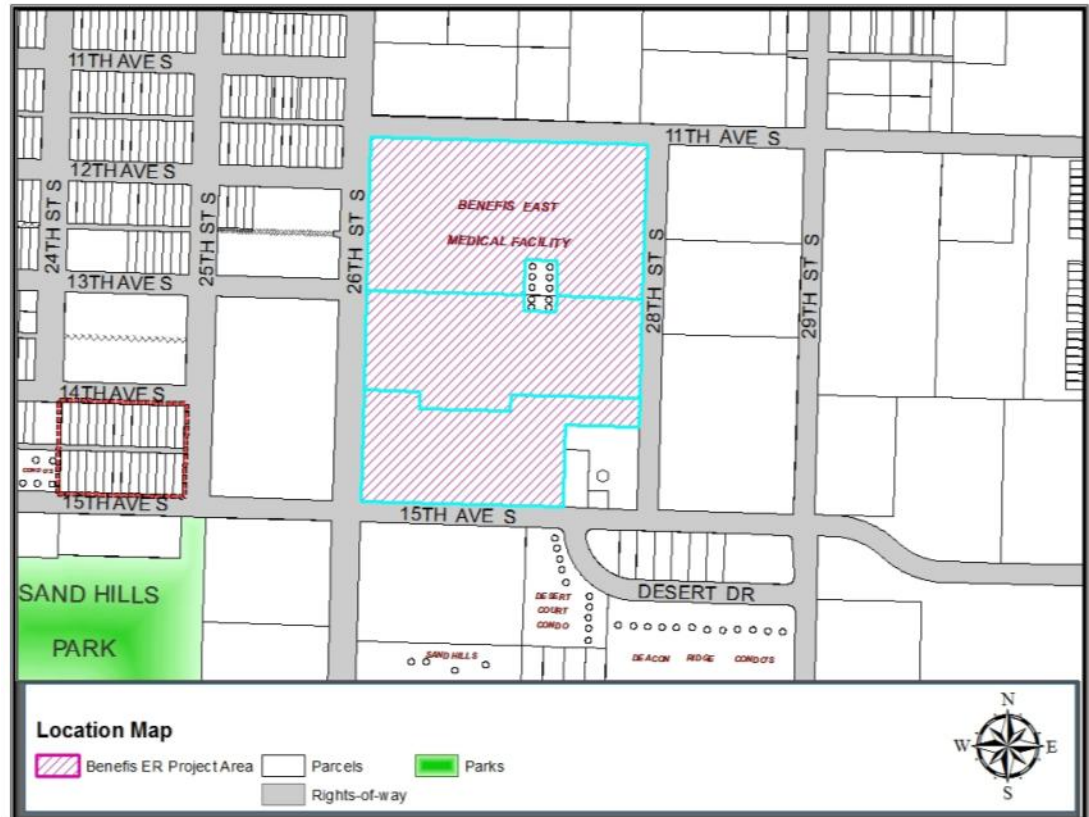 11TH AVE S
11TH AVE S
12TH AVE S
24TH ST S
25TH ST S
26TH ST S
BENEFIS EAST
MEDICAL FACILITY
28TH ST S
29TH ST S
13TH AVE S
14TH AVE S
CONDO'S
15TH AVE S
15TH AVE S
SAND HILLS
PARK
DESERT
COURT
CONDO
DESERT DR
SAND HILLS
DEACON RIDGE CONDO'S
Location Map
Benefis ER Project Area
Parcels
Parks
Rights-of-way
N
W
E
S